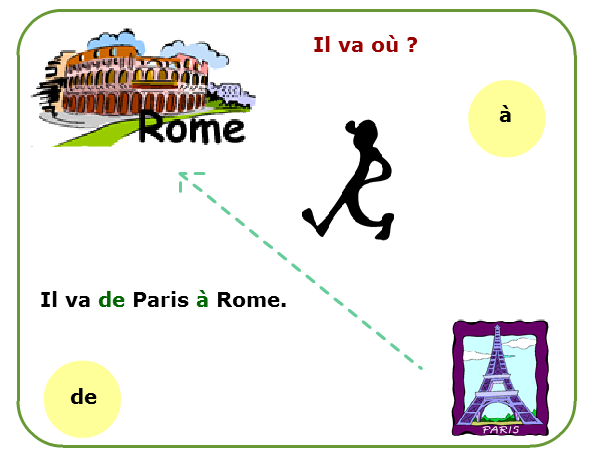 Il va où ?
à
Rome
Il va de Paris à Rome.
de
PARIS